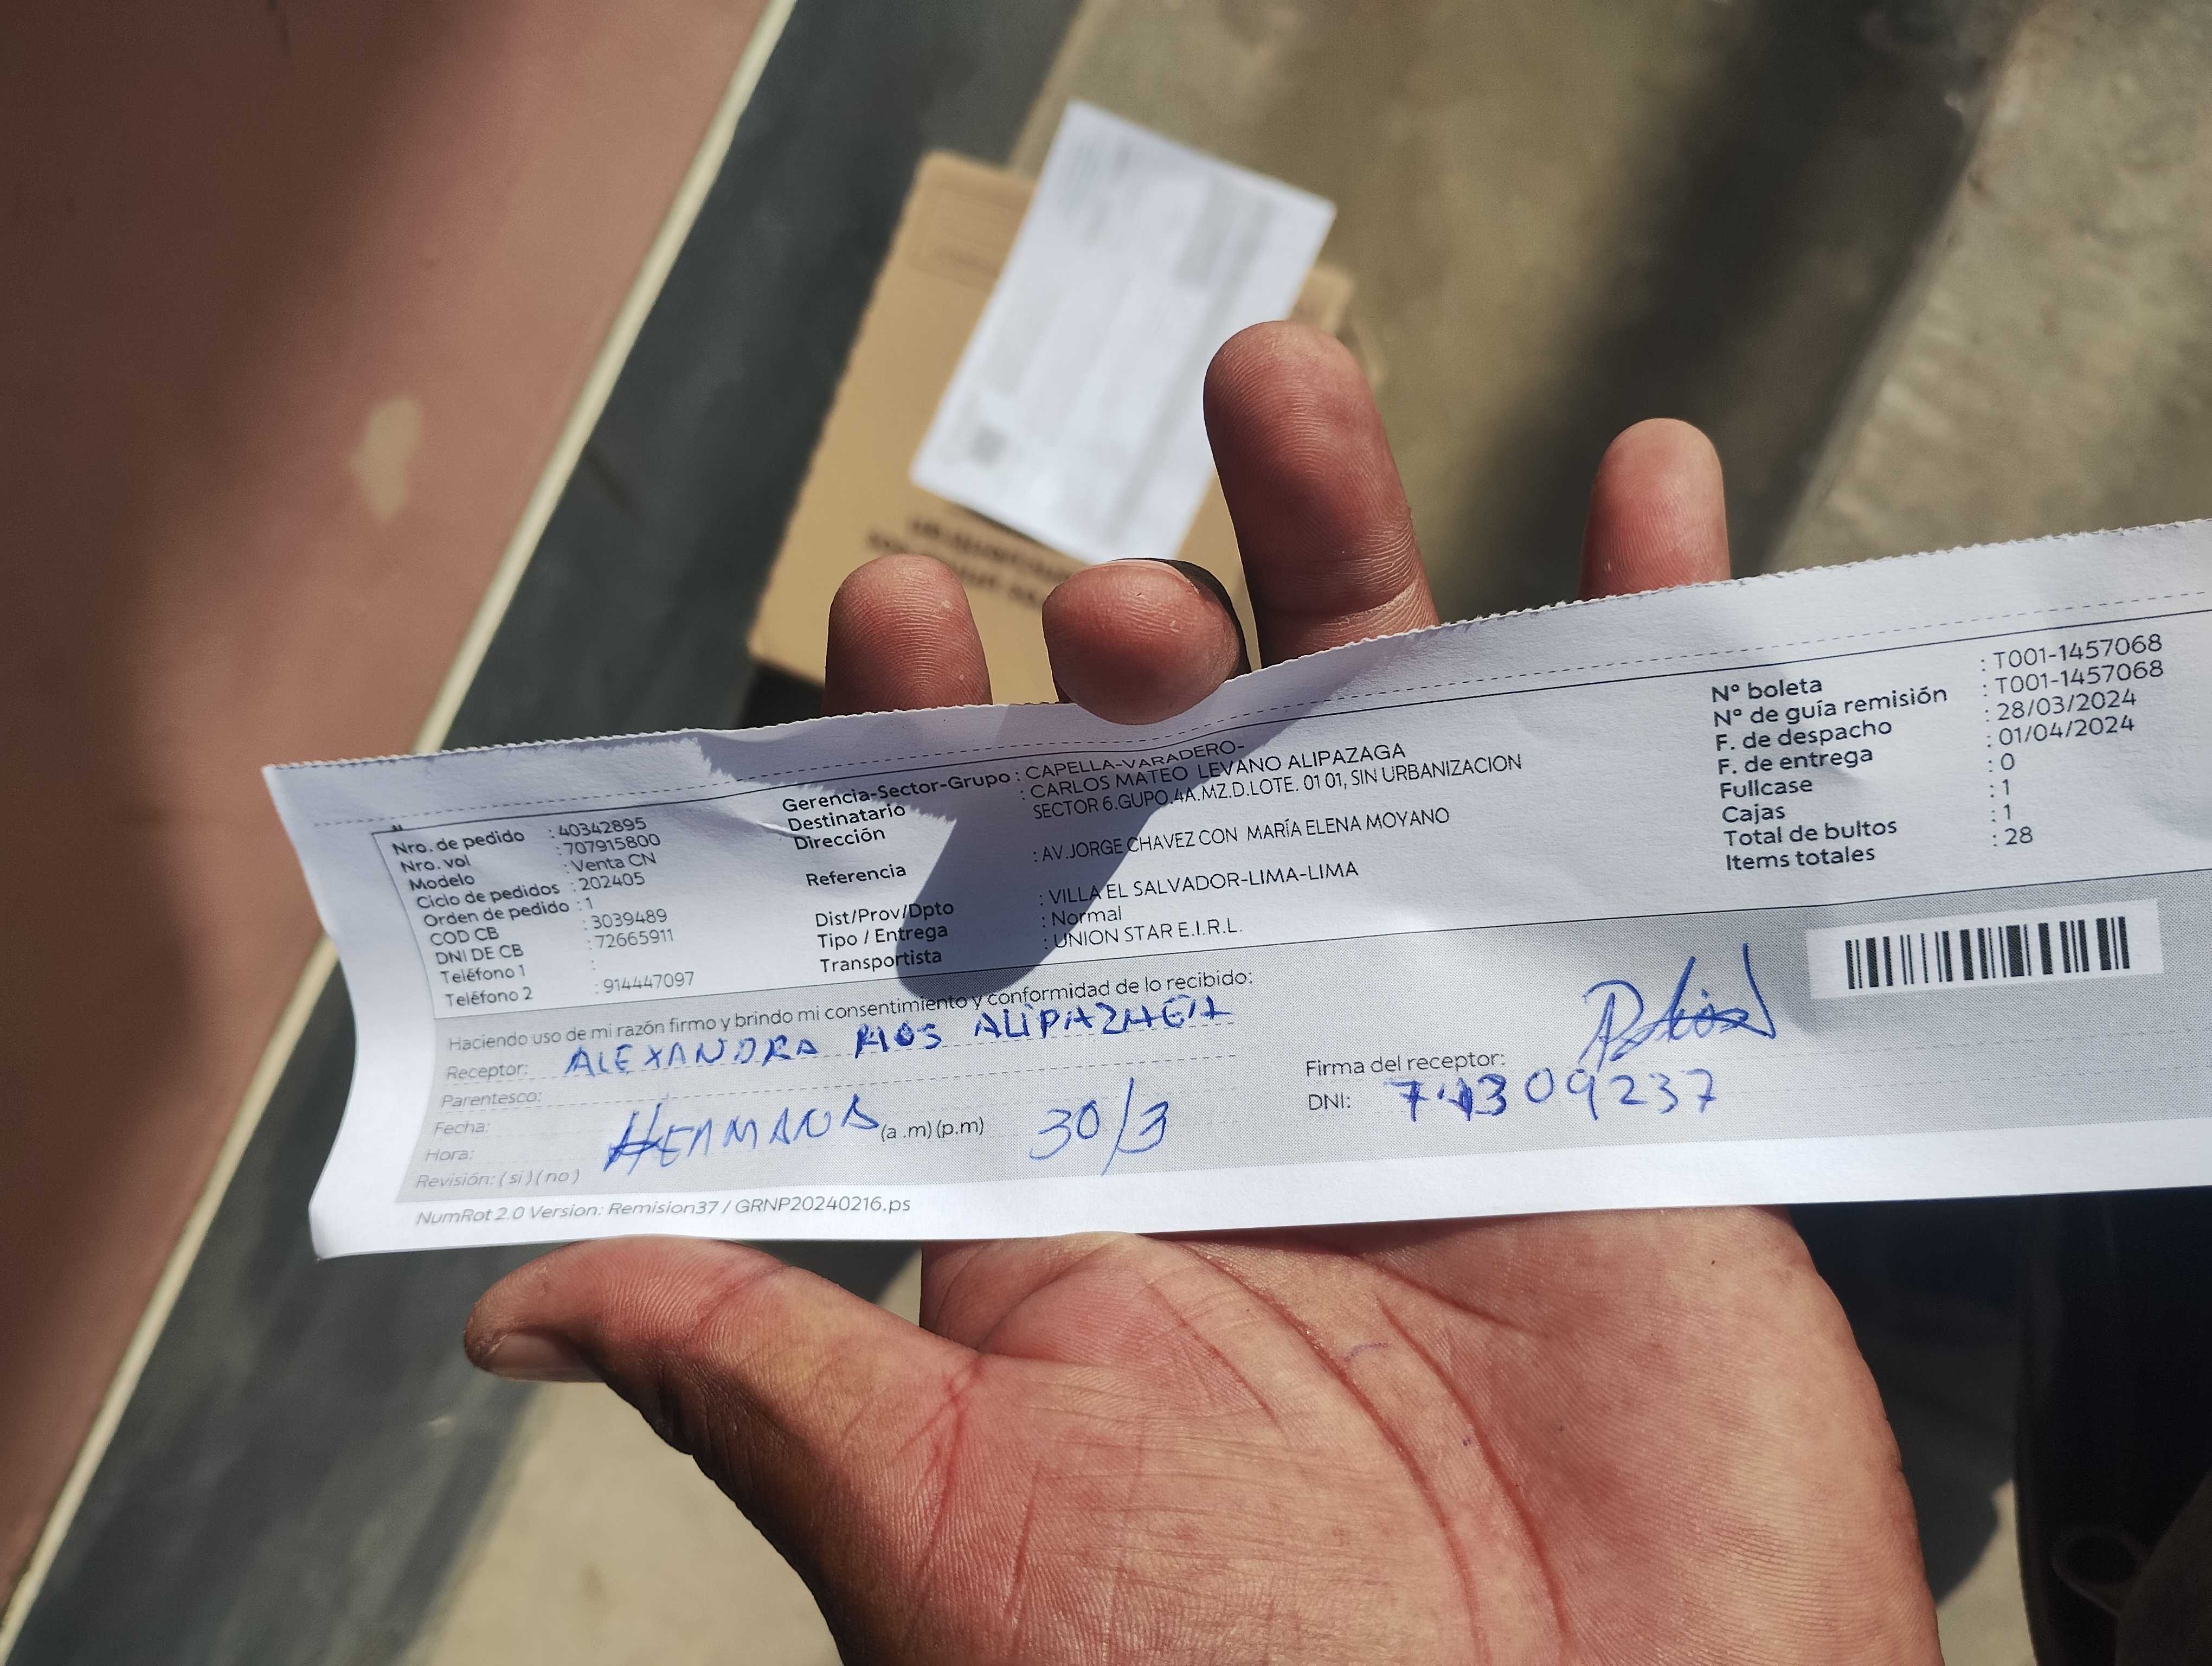 Nro. de pedido : 40342895
Nro. vol : 707915800
Modelo : Venta CN
Ciclo de pedidos : 202405
Orden de pedido : 1
COD CB : 3039489
DNI DE CB : 72665911
Teléfono 1 :
Teléfono 2 : 914447097
Gerencia-Sector-Grupo : CAPELLA-VARADERO-
Destinatario : CARLOS MATEO LEVANO ALIPAZAGA
Dirección SECTOR 6.GUPO.4A.MZ.D.LOTE. 01 01, SIN URBANIZACION
Referencia : AV.JORGE CHAVEZ CON MARÍA ELENA MOYANO
Dist/Prov/Dpto : VILLA EL SALVADOR-LIMA-LIMA
Tipo / Entrega : Normal
Transportista : UNION STAR E.I.R.L.
N° boleta : T001-1457068
N° de guía remisión : T001-1457068
F. de despacho : 28/03/2024
F. de entrega : 01/04/2024
Fullcase : 0
Cajas : 1
Total de bultos : 1
Items totales : 28
Haciendo uso de mi razón firmo y brindo mi consentimiento y conformidad de lo recibido:
Receptor: ALEXANDRA RIOS ALIPAZAGA
Parentesco:
Fecha: HERMANA (a .m) (p.m) 30/3
Hora:
Revisión: ( si ) ( no )
Firma del receptor:
DNI: 74309237
NumRot 2.0 Version: Remision37 / GRNP20240216.ps